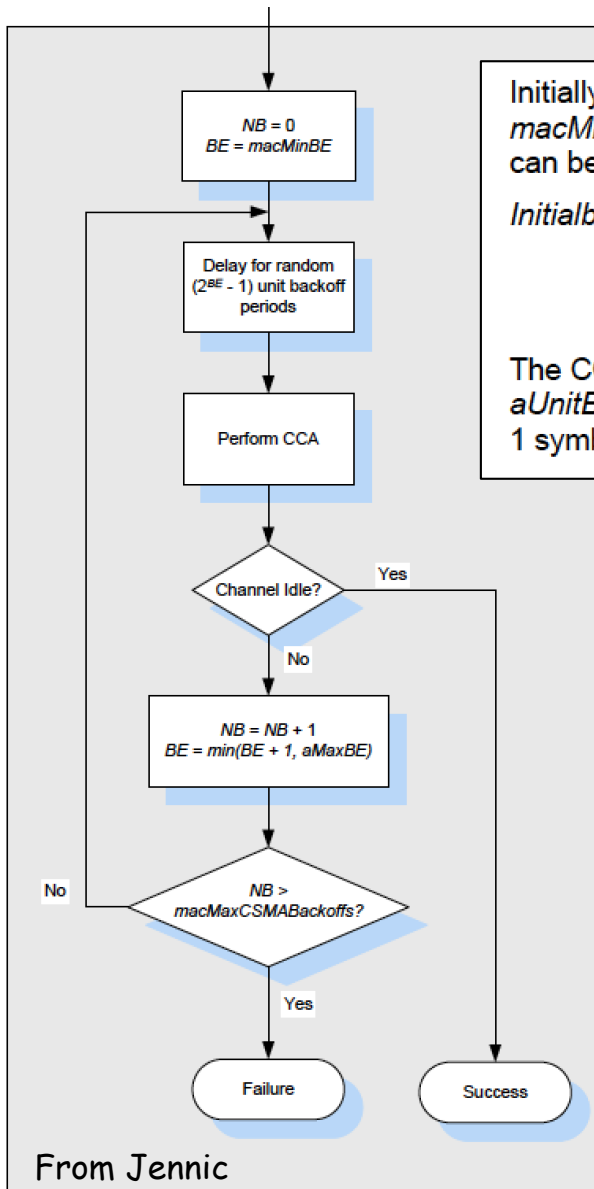 NB = 0
BE = macMinBE
Delay for random
(2^BE - 1) unit backoff
periods
Perform CCA
Channel Idle?
Yes
No
NB = NB + 1
BE = min(BE + 1, aMaxBE)
No
NB >
macMaxCSMABackoffs?
Yes
Failure
Success
From Jennic
Initially
can be
The
1